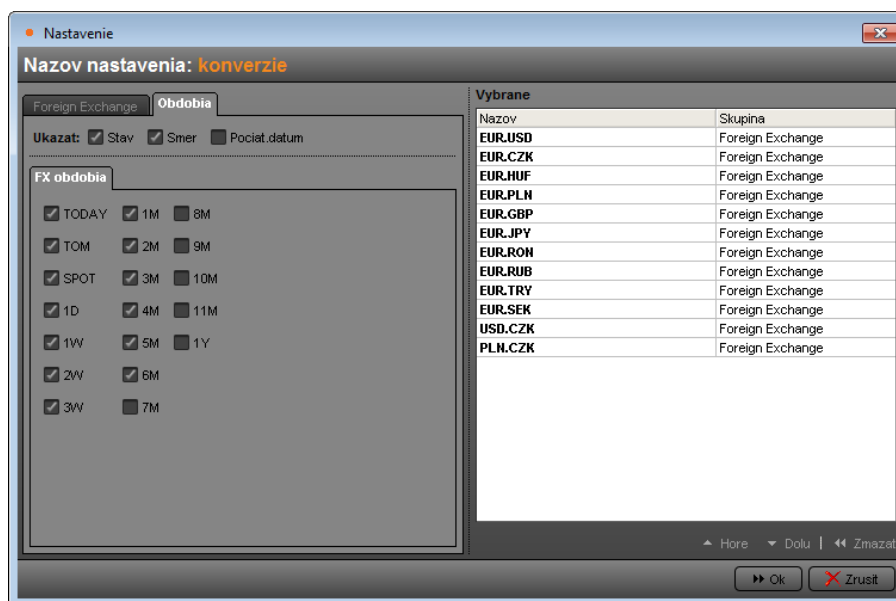 Nastavenie
Nazov nastavenia: konverzie
Foreign Exchange Obdobia
Ukazat: Stav Smer Pociat.datum
FX obdobia
TODAY 1M 8M
TOM 2M 9M
SPOT 3M 10M
1D 4M 11M
1W 5M 1Y
2W 6M
3W 7M
Vybrane
Nazov Skupina
EUR.USD Foreign Exchange
EUR.CZK Foreign Exchange
EUR.HUF Foreign Exchange
EUR.PLN Foreign Exchange
EUR.GBP Foreign Exchange
EUR.JPY Foreign Exchange
EUR.RON Foreign Exchange
EUR.RUB Foreign Exchange
EUR.TRY Foreign Exchange
EUR.SEK Foreign Exchange
USD.CZK Foreign Exchange
PLN.CZK Foreign Exchange
Hore Dolu | Zmazat
Ok Zrusit